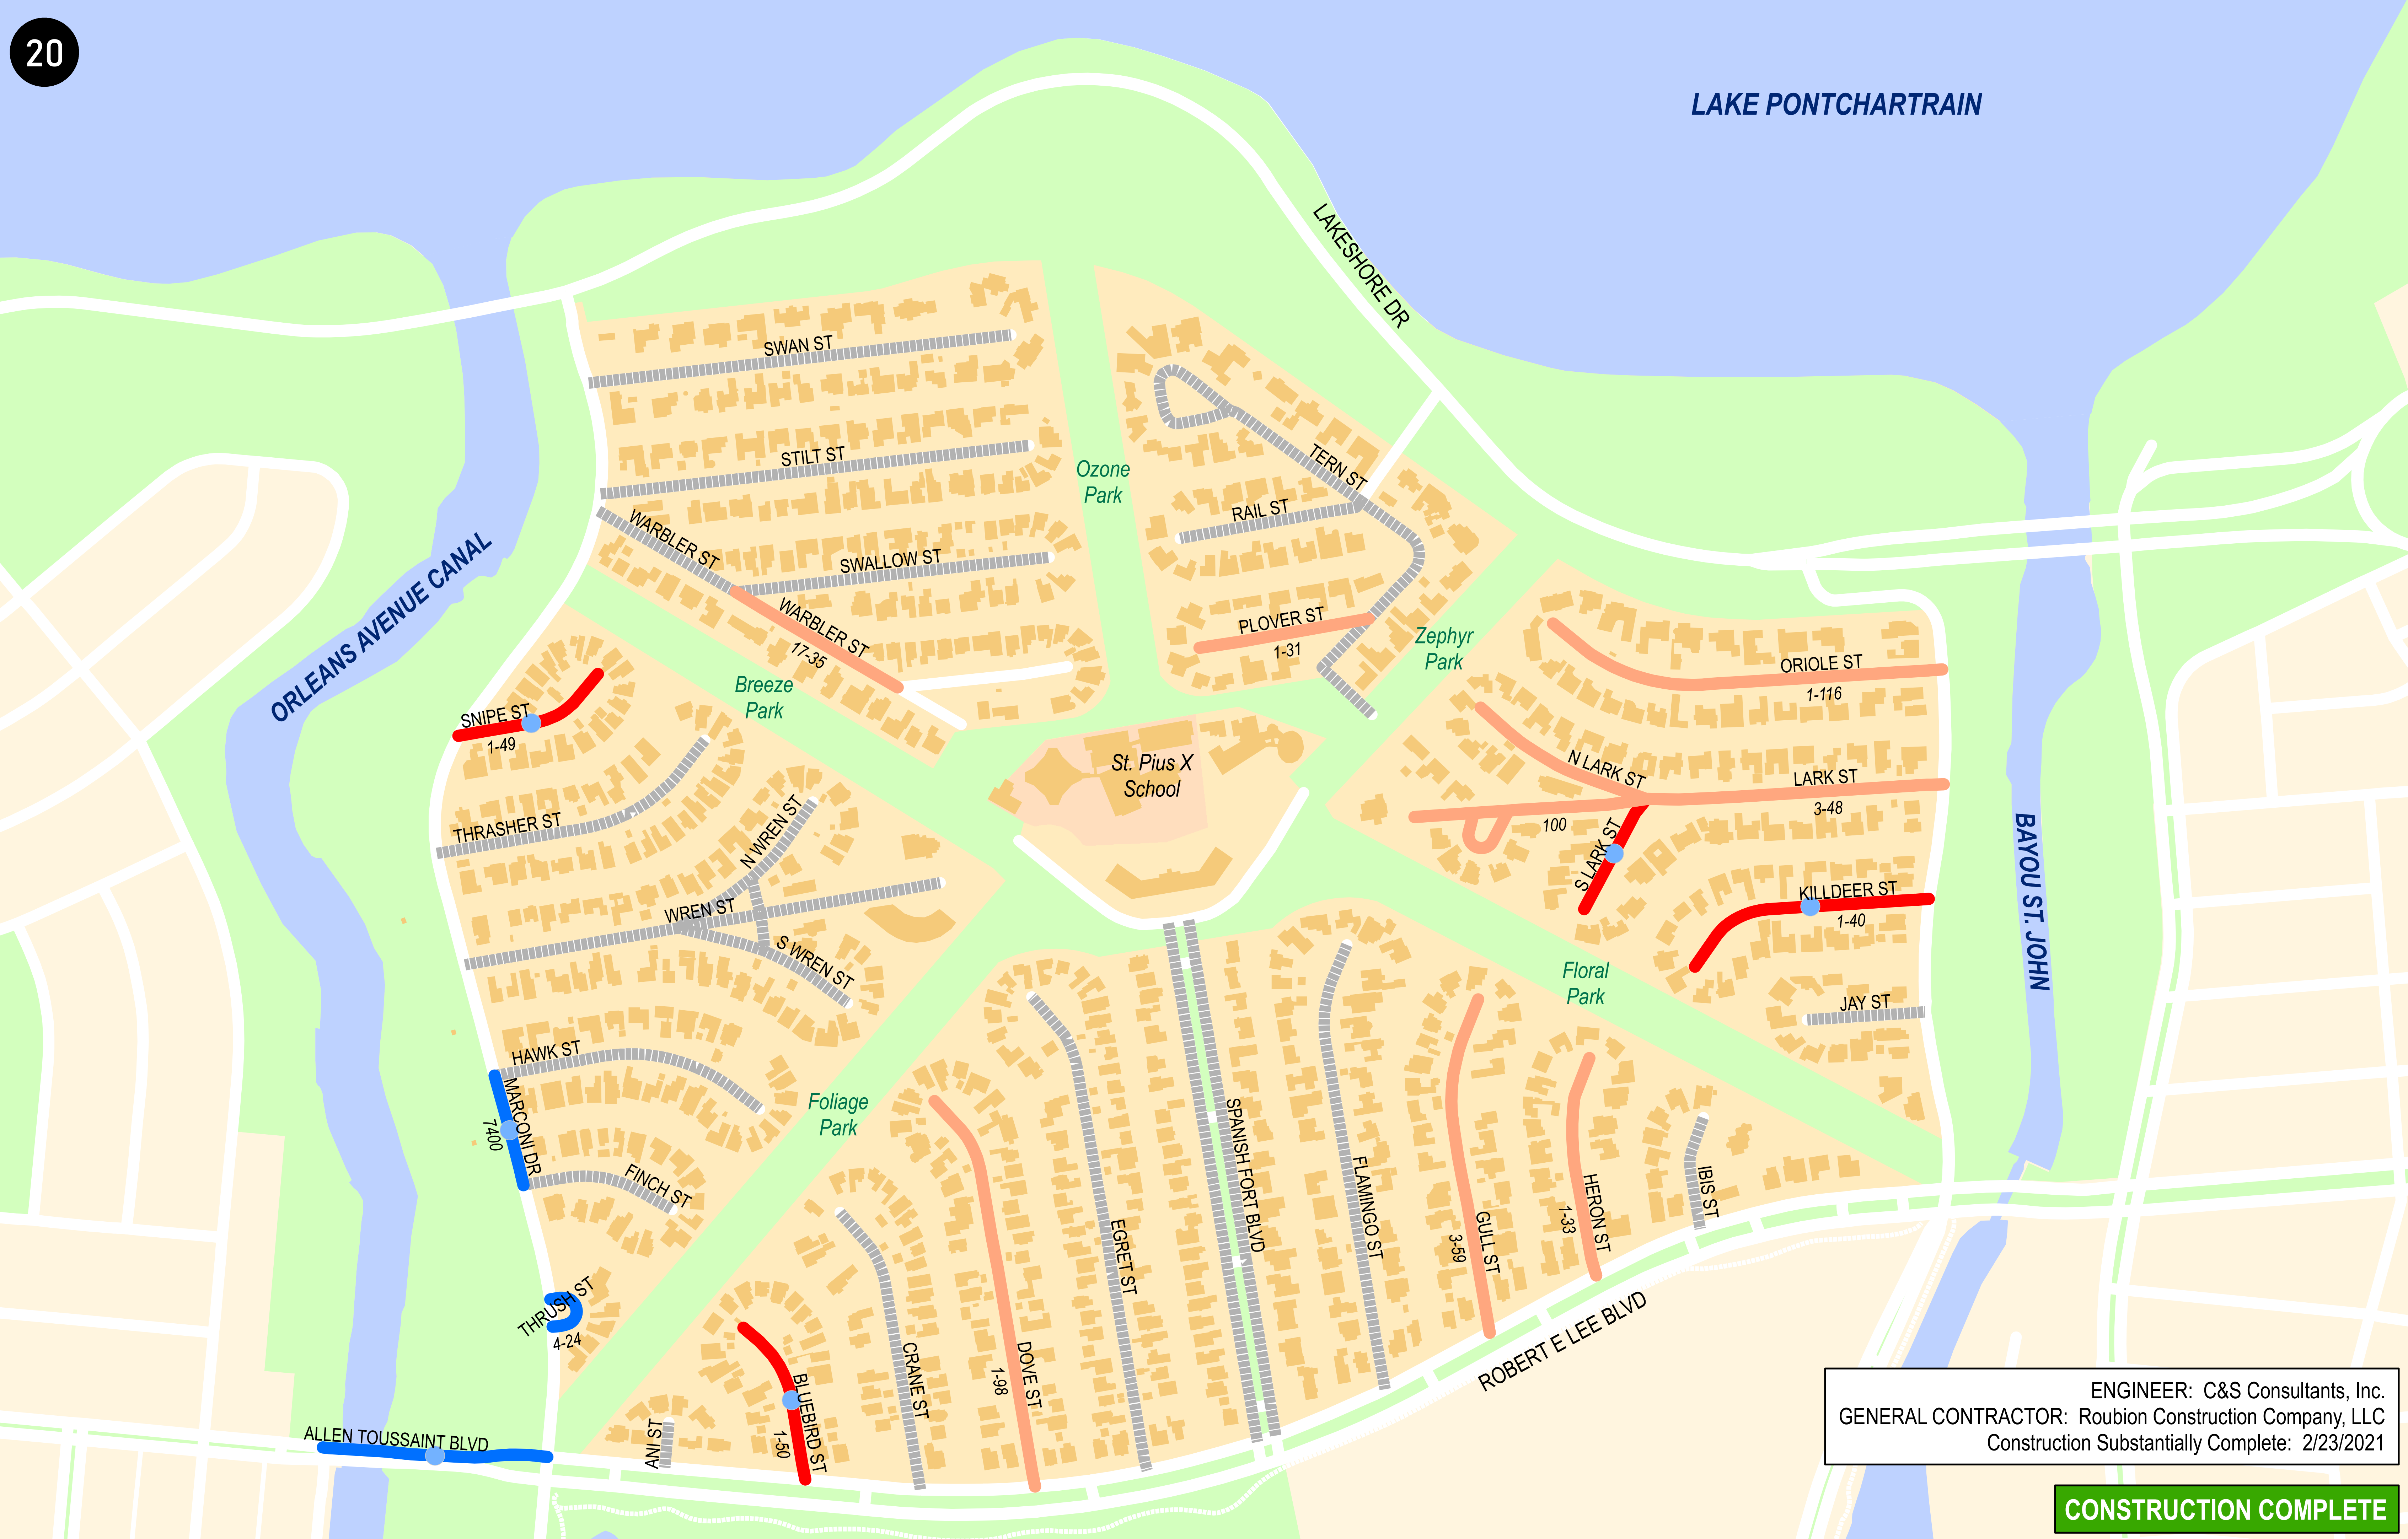 20
LAKE PONTCHARTRAIN
LAKESHORE DR
SWAN ST
STILT ST
Ozone
Park
TERN ST
RAIL ST
WARBLER ST
SWALLOW ST
WARBLER ST
17-35
PLOVER ST
1-31
Zephyr
Park
ORLEANS AVENUE CANAL
Breeze
Park
ORIOLE ST
1-116
SNIPE ST
1-49
St. Pius X
School
N LARK ST
LARK ST
3-48
100
THRASHER ST
N WREN ST
S LARK ST
KILLDEER ST
1-40
WREN ST
S WREN ST
BAYOU ST. JOHN
Floral
Park
JAY ST
HAWK ST
MARCONI DR
7400
Foliage
Park
FINCH ST
SPANISH FORT BLVD
FLAMINGO ST
EGRET ST
GULL ST
3-59
HERON ST
1-33
IBIS ST
THRUSH ST
4-24
CRANE ST
DOVE ST
1-98
ROBERT E LEE BLVD
BLUEBIRD ST
1-50
ANI ST
ALLEN TOUSSAINT BLVD
ENGINEER: C&S Consultants, Inc.
GENERAL CONTRACTOR: Roubion Construction Company, LLC
Construction Substantially Complete: 2/23/2021
CONSTRUCTION COMPLETE